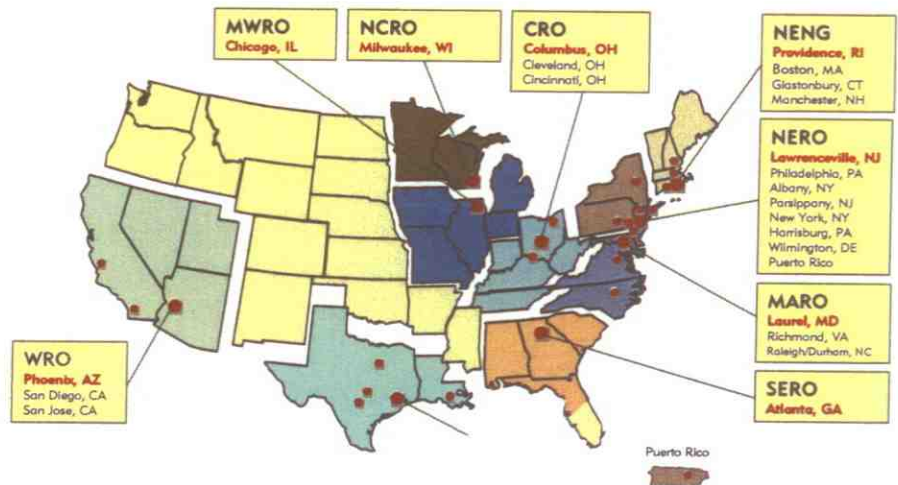 MWRO
Chicago, IL
NCRO
Milwaukee, WI
CRO
Columbus, OH
Cleveland, OH
Cincinnati, OH
NENG
Providence, RI
Boston, MA
Glastonbury, CT
Manchester, NH
NERO
Lawrenceville, NJ
Philadelphia, PA
Albany, NY
Parsippany, NJ
New York, NY
Harrisburg, PA
Wilmington, DE
Puerto Rico
MARO
Laurel, MD
Richmond, VA
Raleigh/Durham, NC
WRO
Phoenix, AZ
San Diego, CA
San Jose, CA
SERO
Atlanta, GA
Puerto Rico